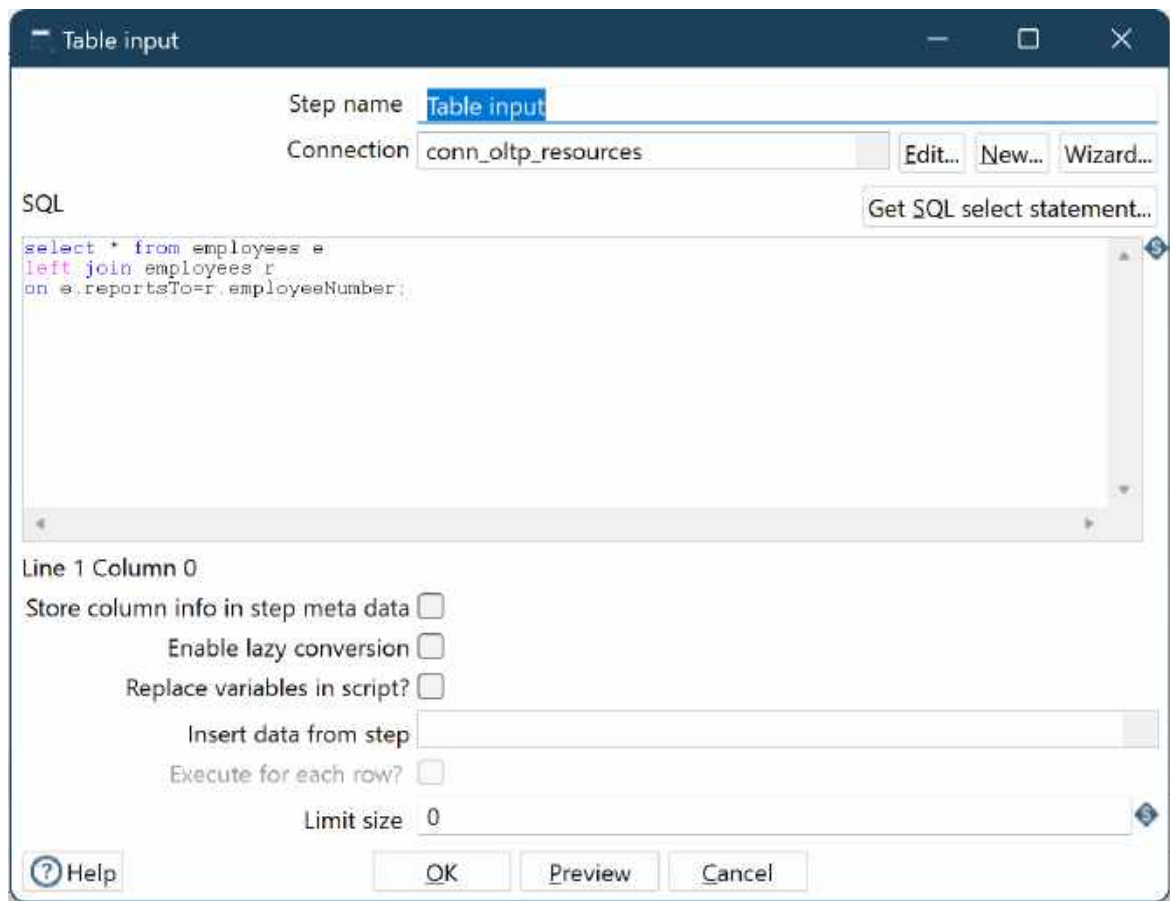 Table input
Step name Table input
Connection conn_oltp_resources Edit... New... Wizard...
SQL Get SQL select statement...
select * from employees e
left join employees r
on e.reportsTo=r.employeeNumber;
Line 1 Column 0
Store column info in step meta data
Enable lazy conversion
Replace variables in script?
Insert data from step
Execute for each row?
Limit size 0
Help OK Preview Cancel